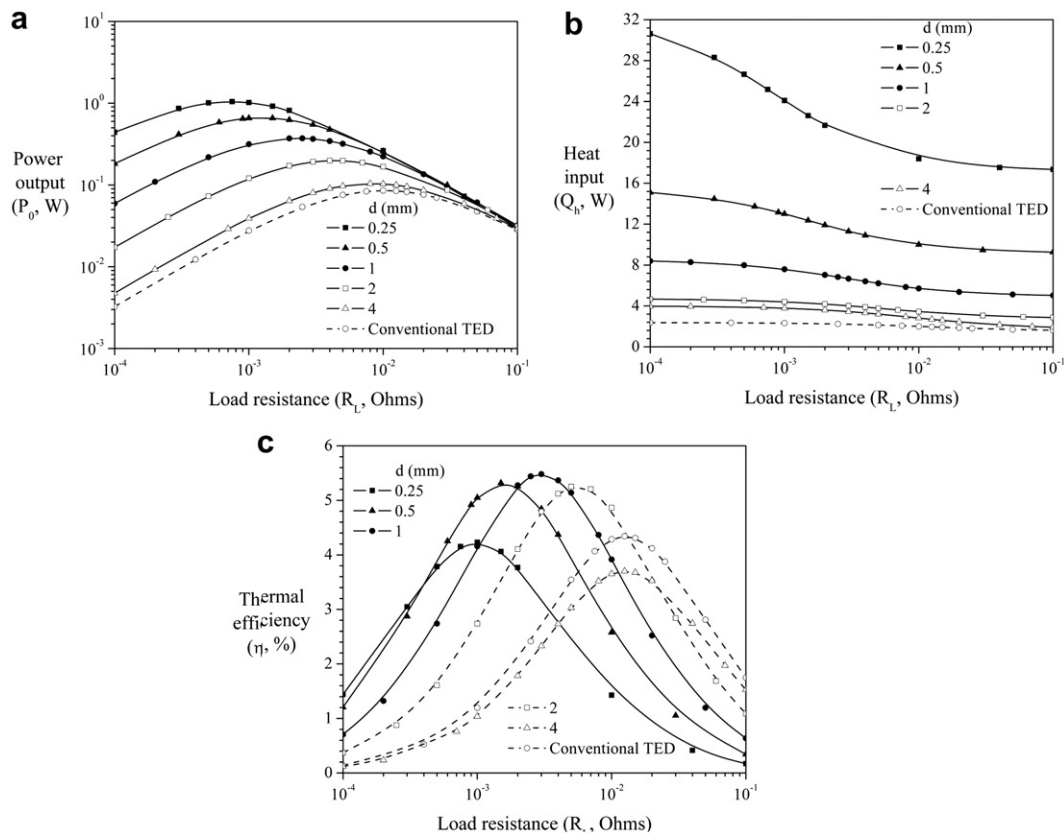 a
10^1
10^0
10^-1
10^-2
10^-3
Power
output
(P_0, W)
d (mm)
0.25
0.5
1
2
4
Conventional TED
10^-4
10^-3
10^-2
10^-1
Load resistance (R_L, Ohms)
b
32
28
24
20
16
12
8
4
0
Heat
input
(Q_h, W)
d (mm)
0.25
0.5
1
2
4
Conventional TED
10^-4
10^-3
10^-2
10^-1
Load resistance (R_L, Ohms)
c
6
5
4
3
2
1
0
Thermal
efficiency
(η, %)
d (mm)
0.25
0.5
1
2
4
Conventional TED
10^-4
10^-3
10^-2
10^-1
Load resistance (R_L, Ohms)